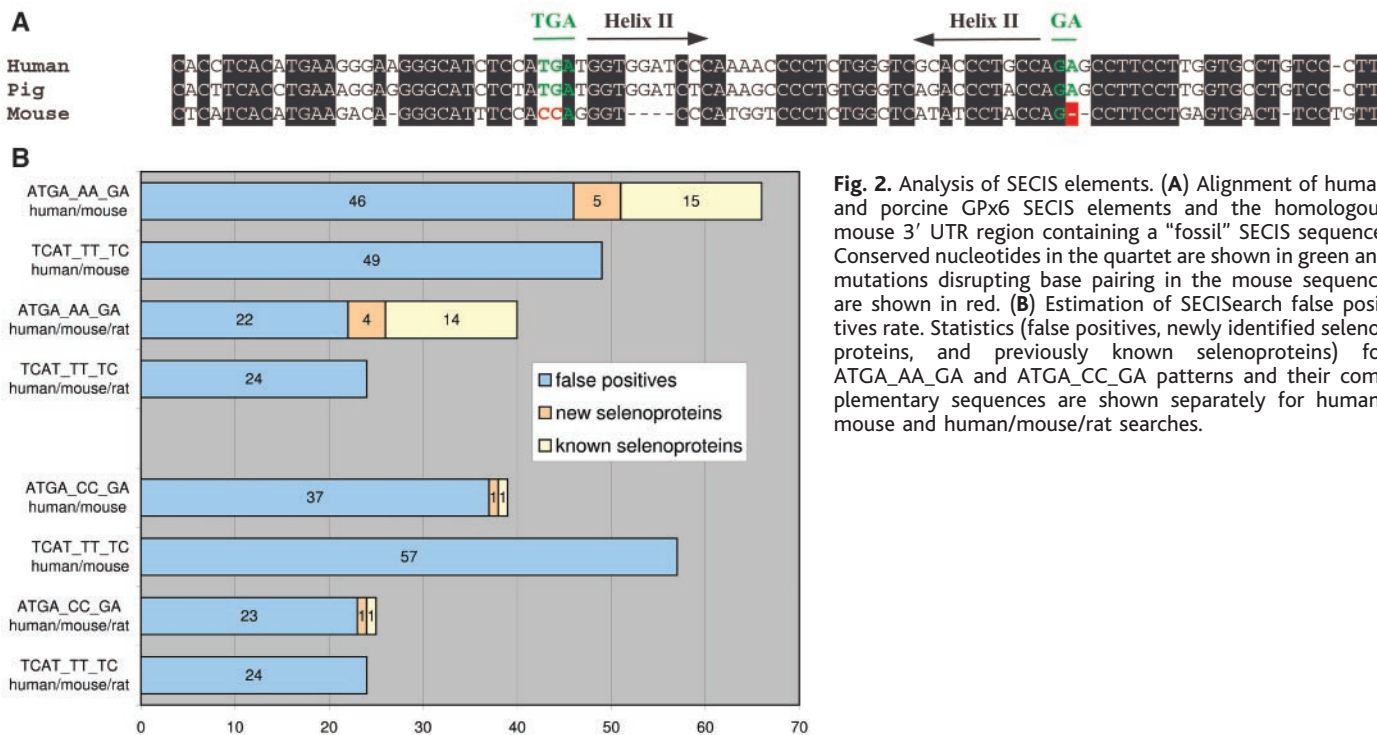 A
TGA Helix II Helix II GA
Human CACCTCACATGAAGGGAAGGGCATCTCCATGATGGTGGATCCCAAAACCCCTCTGGGTCGCACCCTGCCAGAGCCTTCCTTGGTGCCTGTCC-CTT
Pig CACTTCACCTGAAAGGAGGGGCATCTCTATGATGGTGGATCTCAAAGCCCCTGTGGGTCAGACCCTACCAGAGCCTTCCTTGGTGCCTGTCC-CTT
Mouse CTCATCACATGAAGACA-GGGCATTTCCACCAGGGT----CCCATGGTCCCTCTGGCTCATATCCTACCAG--CCTTCCTGAGTGACT-TCCTGTT
B
ATGA_AA_GA
human/mouse
46 5 15
TCAT_TT_TC
human/mouse
49
ATGA_AA_GA
human/mouse/rat
22 4 14
TCAT_TT_TC
human/mouse/rat
24
ATGA_CC_GA
human/mouse
37 1 1
TCAT_TT_TC
human/mouse
57
ATGA_CC_GA
human/mouse/rat
23 1 1
TCAT_TT_TC
human/mouse/rat
24
false positives
new selenoproteins
known selenoproteins
0 10 20 30 40 50 60 70
Fig. 2. Analysis of SECIS elements. (A) Alignment of huma
and porcine GPx6 SECIS elements and the homologou
mouse 3′ UTR region containing a “fossil” SECIS sequenc
Conserved nucleotides in the quartet are shown in green an
mutations disrupting base pairing in the mouse sequenc
are shown in red. (B) Estimation of SECISearch false posi
tives rate. Statistics (false positives, newly identified seleno
proteins, and previously known selenoproteins) fo
ATGA_AA_GA and ATGA_CC_GA patterns and their com
plementary sequences are shown separately for human
mouse and human/mouse/rat searches.